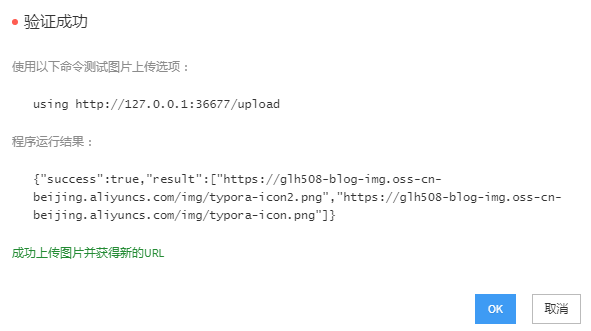 验证成功
使用以下命令测试图片上传选项：
using http://127.0.0.1:36677/upload
程序运行结果：
{"success":true,"result":["https://glh508-blog-img.oss-cn-
beijing.aliyuncs.com/img/typora-icon2.png","https://glh508-blog-img.oss-cn-
beijing.aliyuncs.com/img/typora-icon.png"]}
成功上传图片并获得新的URL
OK 取消